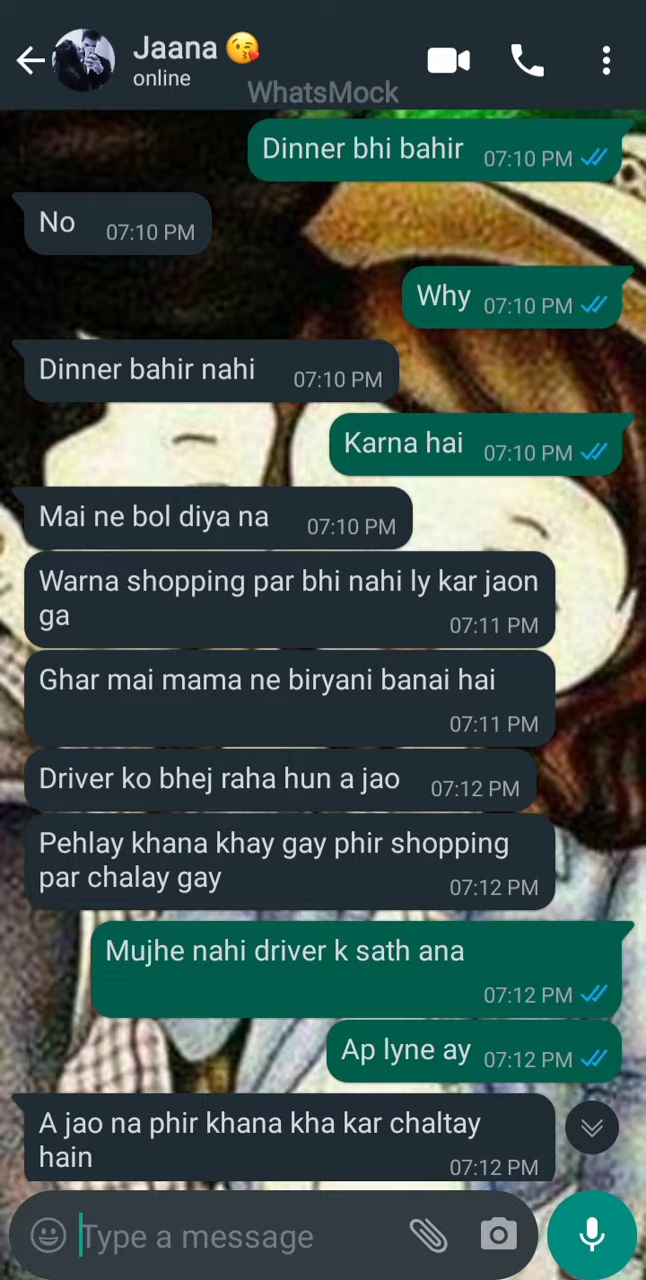 Jaana 😘
online
WhatsMock
Dinner bhi bahir 07:10 PM
No 07:10 PM
Why 07:10 PM
Dinner bahir nahi 07:10 PM
Karna hai 07:10 PM
Mai ne bol diya na 07:10 PM
Warna shopping par bhi nahi ly kar jaon
ga 07:11 PM
Ghar mai mama ne biryani banai hai
07:11 PM
Driver ko bhej raha hun a jao 07:12 PM
Pehlay khana khay gay phir shopping
par chalay gay 07:12 PM
Mujhe nahi driver k sath ana
07:12 PM
Ap lyne ay 07:12 PM
A jao na phir khana kha kar chaltay
hain 07:12 PM
Type a message